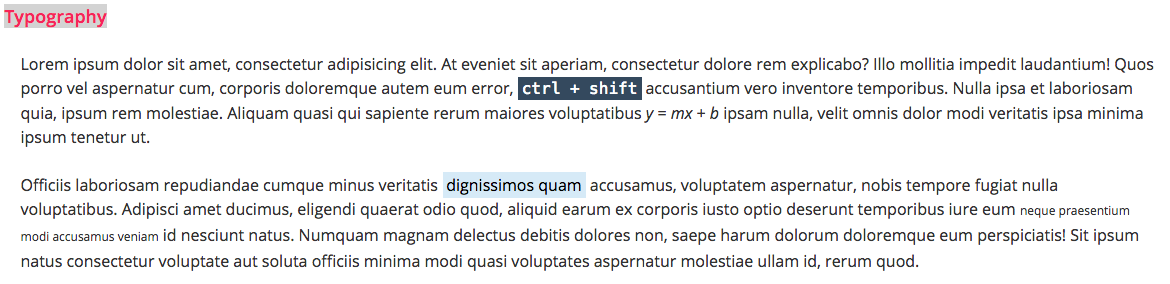 Typography
Lorem ipsum dolor sit amet, consectetur adipisicing elit. At eveniet sit aperiam, consectetur dolore rem explicabo? Illo mollitia impedit laudantium! Quos
porro vel aspernatur cum, corporis doloremque autem eum error, ctrl + shift accusantium vero inventore temporibus. Nulla ipsa et laboriosam
quia, ipsum rem molestiae. Aliquam quasi qui sapiente rerum maiores voluptatibus y = mx + b ipsam nulla, velit omnis dolor modi veritatis ipsa minima
ipsum tenetur ut.
Officiis laboriosam repudiandae cumque minus veritatis dignissimos quam accusamus, voluptatem aspernatur, nobis tempore fugiat nulla
voluptatibus. Adipisci amet ducimus, eligendi quaerat odio quod, aliquid earum ex corporis iusto optio deserunt temporibus iure eum neque praesentium
modi accusamus veniam id nesciunt natus. Numquam magnam delectus debitis dolores non, saepe harum dolorum doloremque eum perspiciatis! Sit ipsum
natus consectetur voluptate aut soluta officiis minima modi quasi voluptates aspernatur molestiae ullam id, rerum quod.